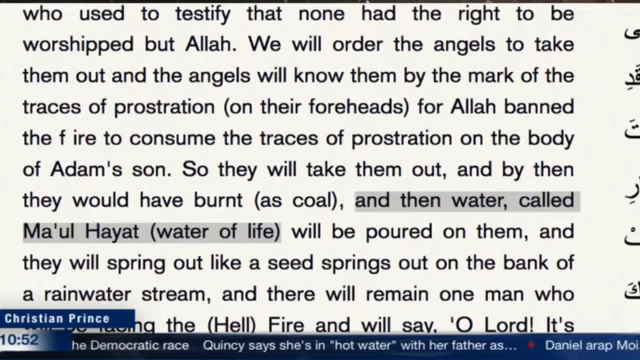 who used to testify that none had the right to be
worshipped but Allah. We will order the angels to take
them out and the angels will know them by the mark of the
traces of prostration (on their foreheads) for Allah banned
the f ire to consume the traces of prostration on the body
of Adam's son. So they will take them out, and by then
they would have burnt (as coal), and then water, called
Ma'ul Hayat (water of life) will be poured on them, and
they will spring out like a seed springs out on the bank of
a rainwater stream, and there will remain one man who
will be facing the (Hell) Fire and will say, 'O Lord! It's
Christian Prince
10:52 he Democratic race Quincy says she's in "hot water" with her father as… Daniel arap Moi